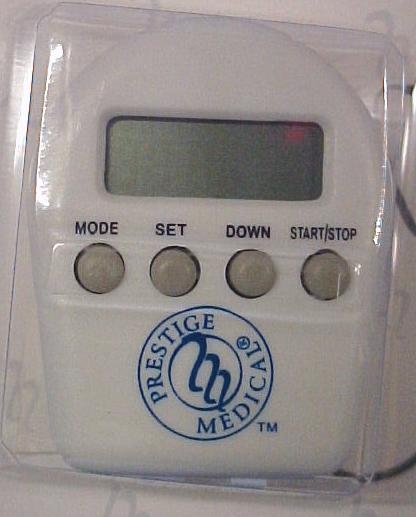 MODE SET DOWN START/STOP
PRESTIGE
MEDICAL®
TM